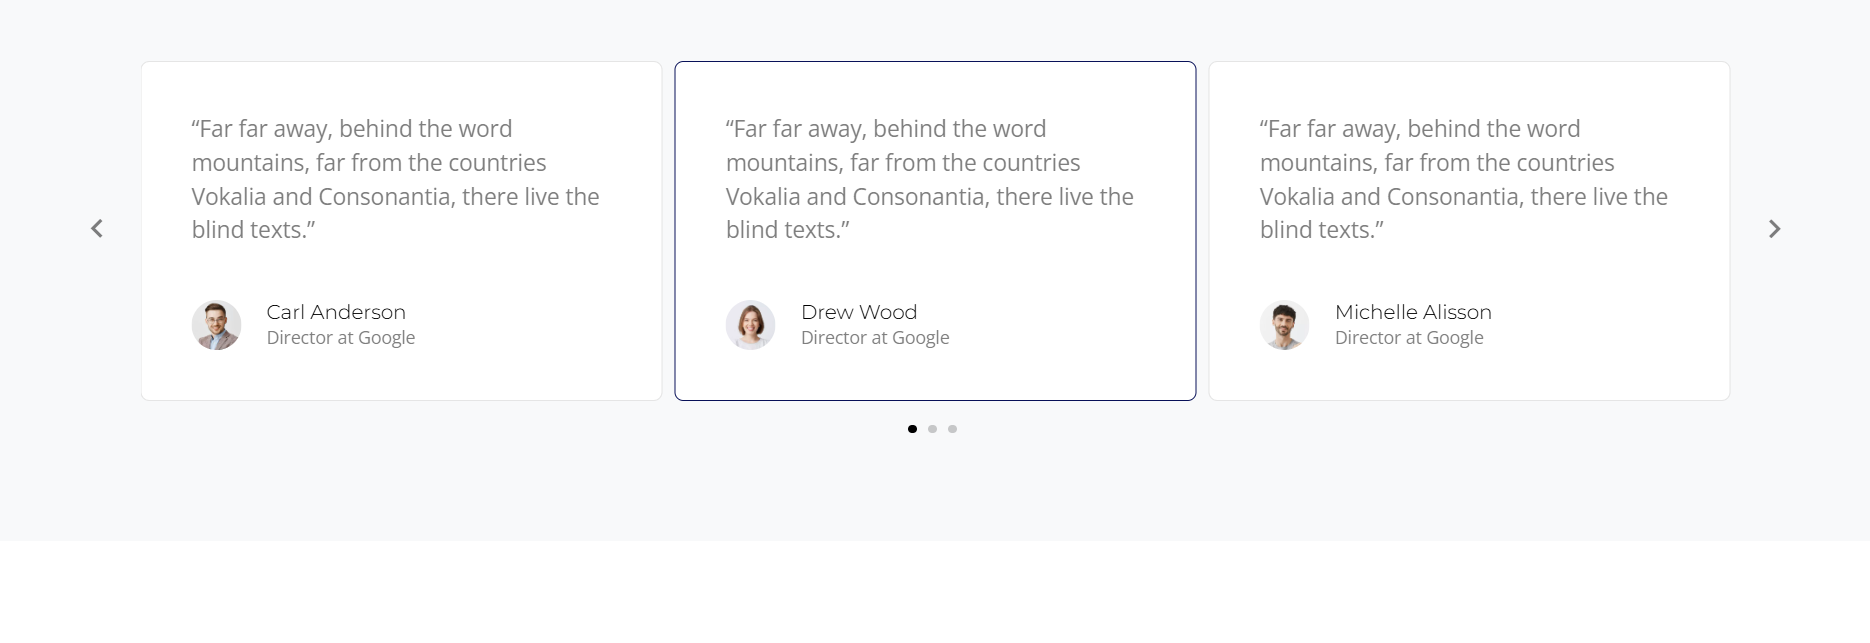 “Far far away, behind the word
mountains, far from the countries
Vokalia and Consonantia, there live the
blind texts.”
Carl Anderson
Director at Google
“Far far away, behind the word
mountains, far from the countries
Vokalia and Consonantia, there live the
blind texts.”
Drew Wood
Director at Google
“Far far away, behind the word
mountains, far from the countries
Vokalia and Consonantia, there live the
blind texts.”
Michelle Alisson
Director at Google